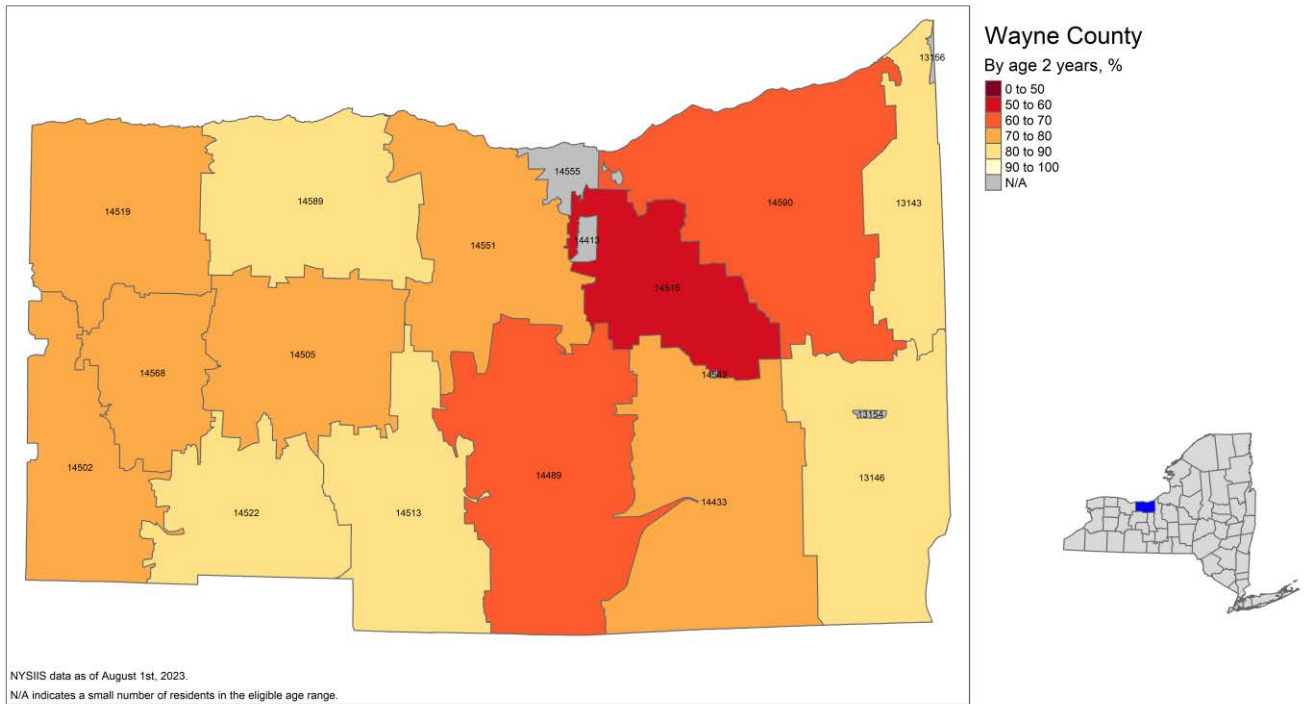 Wayne County
By age 2 years, %
0 to 50
50 to 60
60 to 70
70 to 80
80 to 90
90 to 100
N/A
13156
14555
14519
14589
14590
13143
14551
14413
14516
14505
14568
14542
13154
14502
14489
13146
14433
14522
14513
NYSIIS data as of August 1st, 2023.
N/A indicates a small number of residents in the eligible age range.